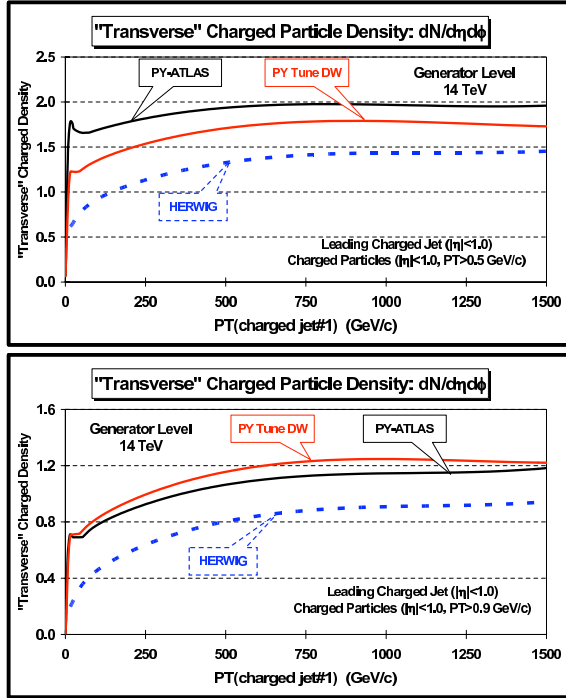 "Transverse" Charged Particle Density: dN/dηdϕ
2.5
2.0
1.5
1.0
0.5
0.0
"Transverse" Charged Density
PY-ATLAS
PY Tune DW
Generator Level
14 TeV
HERWIG
Leading Charged Jet (|η|<1.0)
Charged Particles (|η|<1.0, PT>0.5 GeV/c)
0 250 500 750 1000 1250 1500
PT(charged jet#1) (GeV/c)
"Transverse" Charged Particle Density: dN/dηdϕ
1.6
1.2
0.8
0.4
0.0
"Transverse" Charged Density
Generator Level
14 TeV
PY Tune DW
PY-ATLAS
HERWIG
Leading Charged Jet (|η|<1.0)
Charged Particles (|η|<1.0, PT>0.9 GeV/c)
0 250 500 750 1000 1250 1500
PT(charged jet#1) (GeV/c)